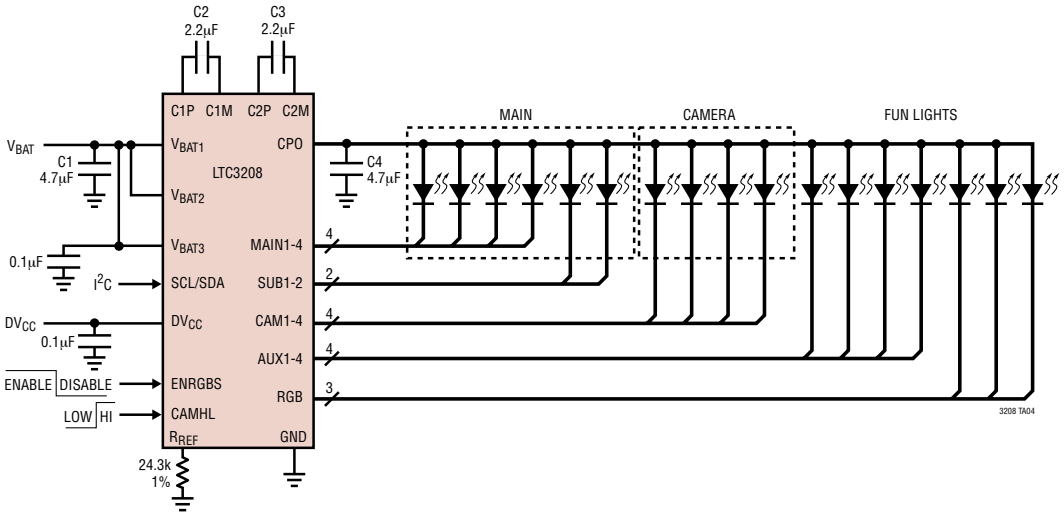 C2
2.2µF
C3
2.2µF
C1P C1M C2P C2M
MAIN
CAMERA
FUN LIGHTS
VBAT
VBAT1
CPO
C1
4.7µF
LTC3208
C4
4.7µF
VBAT2
0.1µF
VBAT3
MAIN1-4
4
I2C
SCL/SDA
SUB1-2
2
DVCC
DVCC
CAM1-4
4
0.1µF
AUX1-4
4
ENABLE DISABLE
ENRGBS
RGB
3
LOW HI
CAMHL
3208 TA04
RREF
GND
24.3k
1%